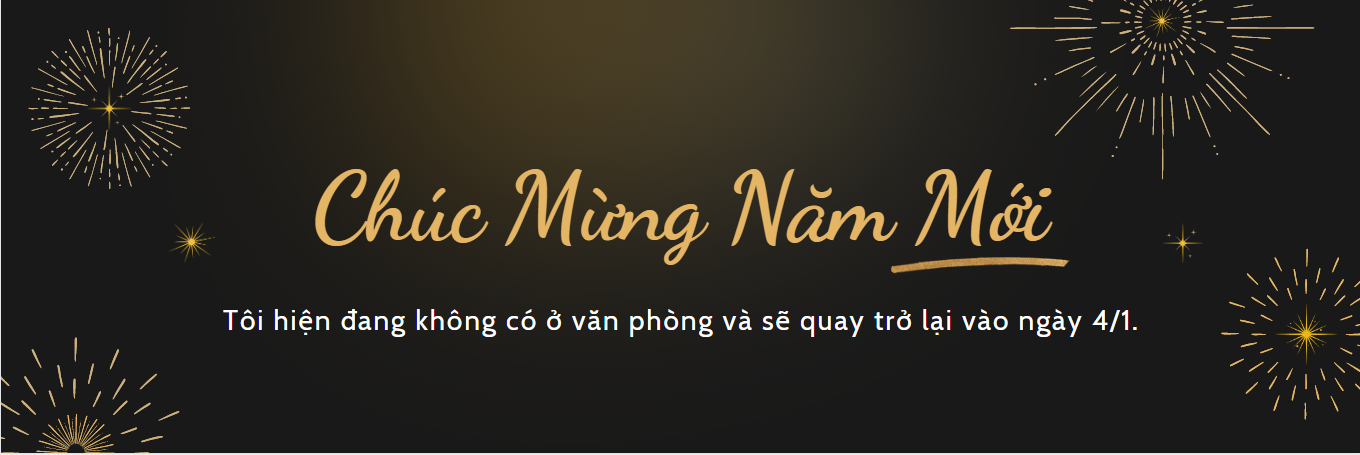 Chúc Mừng Năm Mới
Tôi hiện đang không có ở văn phòng và sẽ quay trở lại vào ngày 4/1.